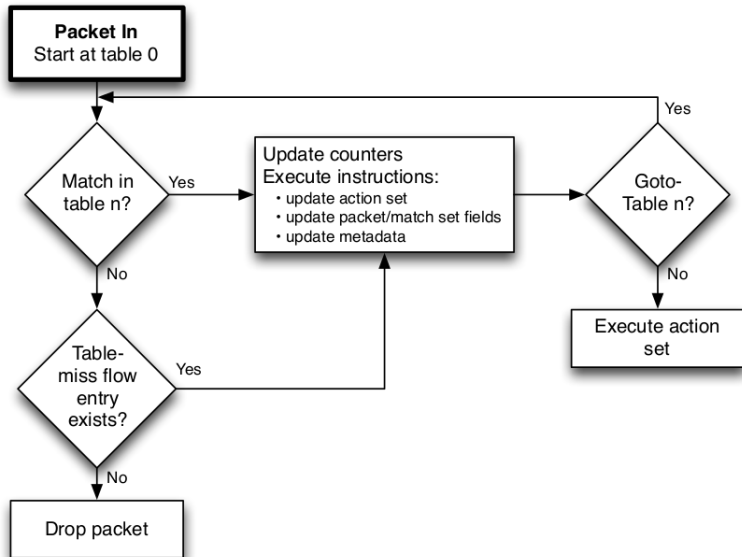 Packet In
Start at table 0
Yes
Match in
table n?
Yes
Update counters
Execute instructions:
• update action set
• update packet/match set fields
• update metadata
Goto-
Table n?
No
No
Execute action
set
Table-
miss flow
entry
exists?
Yes
No
Drop packet